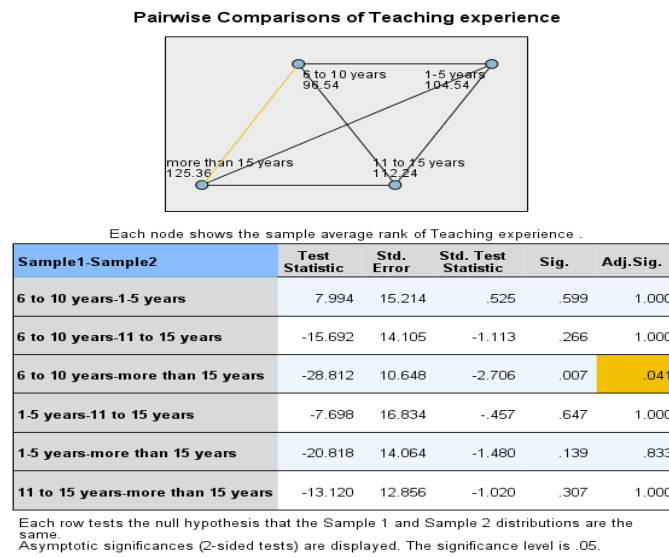 Pairwise Comparisons of Teaching experience
6 to 10 years
96.54
1-5 years
104.54
more than 15 years
125.36
11 to 15 years
112.24
Each node shows the sample average rank of Teaching experience .
Sample1-Sample2 Test Statistic Std. Error Std. Test Statistic Sig. Adj.Sig.
6 to 10 years-1-5 years 7.994 15.214 .525 .599 1.000
6 to 10 years-11 to 15 years -15.692 14.105 -1.113 .266 1.000
6 to 10 years-more than 15 years -28.812 10.648 -2.706 .007 .041
1-5 years-11 to 15 years -7.698 16.834 -.457 .647 1.000
1-5 years-more than 15 years -20.818 14.064 -1.480 .139 .833
11 to 15 years-more than 15 years -13.120 12.856 -1.020 .307 1.000
Each row tests the null hypothesis that the Sample 1 and Sample 2 distributions are the
same.
Asymptotic significances (2-sided tests) are displayed. The significance level is .05.